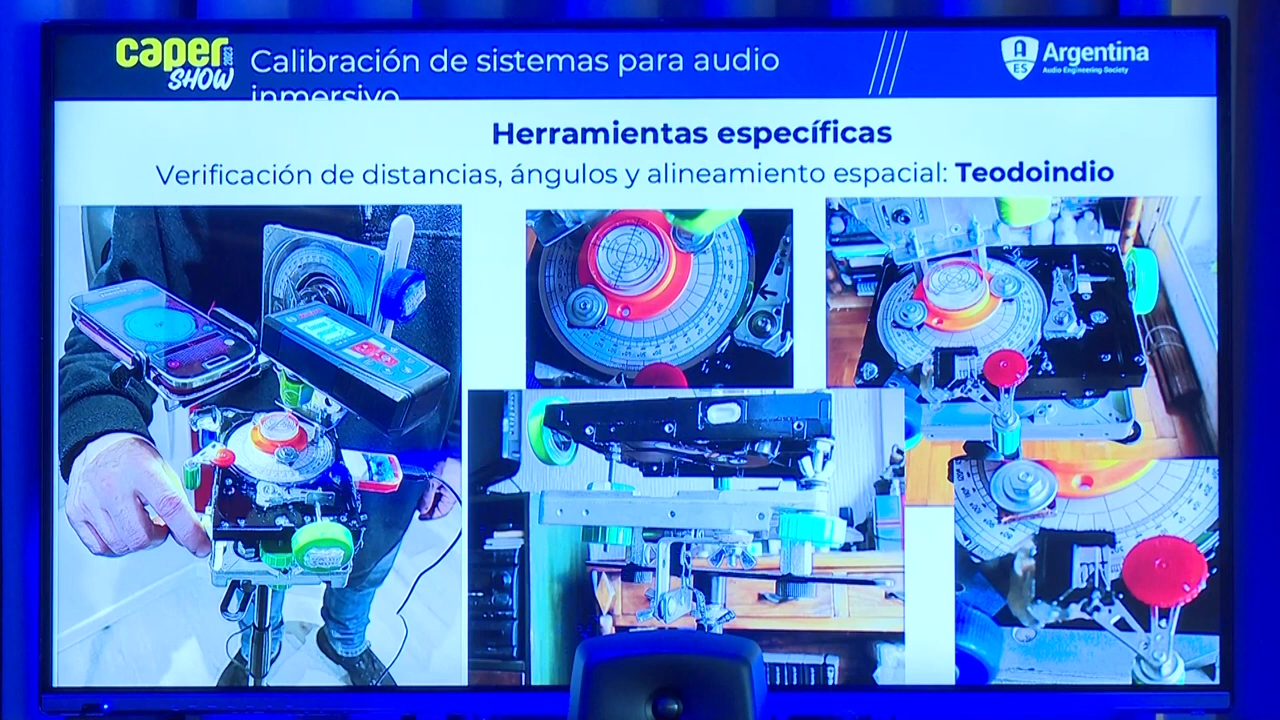 caper
2023
SHOW
Calibración de sistemas para audio
inmersivo
AES
Argentina
Audio Engineering Society
Herramientas específicas
Verificación de distancias, ángulos y alineamiento espacial: Teodoindio